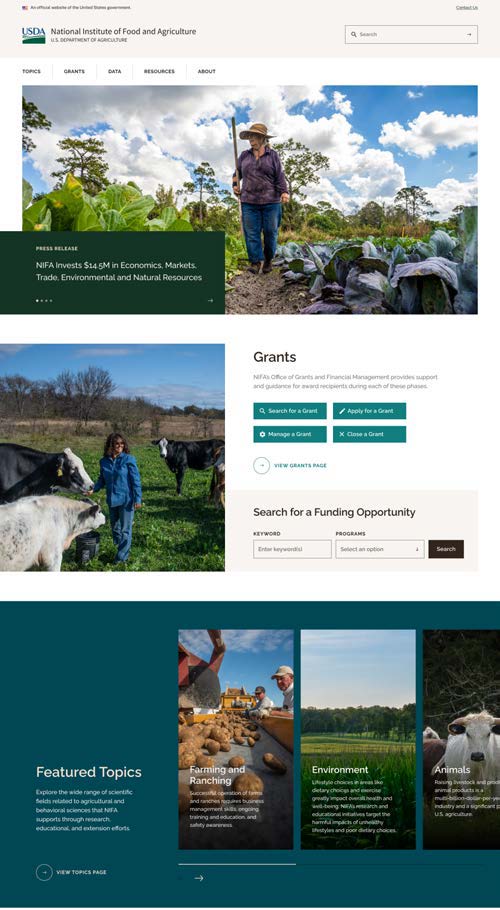 An official website of the United States government.
Contact Us
USDA
National Institute of Food and Agriculture
U.S. DEPARTMENT OF AGRICULTURE
Search
TOPICS
GRANTS
DATA
RESOURCES
ABOUT
PRESS RELEASE
NIFA Invests $14.5M in Economics, Markets,
Trade, Environmental and Natural Resources
Grants
NIFA's Office of Grants and Financial Management provides support
and guidance for award recipients during each of these phases.
Search for a Grant
Apply for a Grant
Manage a Grant
Close a Grant
VIEW GRANTS PAGE
Search for a Funding Opportunity
KEYWORD
PROGRAMS
Enter keyword(s)
Select an option
Search
Featured Topics
Explore the wide range of scientific
fields related to agricultural and
behavioral sciences that NIFA
supports through research,
educational, and extension efforts.
VIEW TOPICS PAGE
Farming and
Ranching
Successful operation of farms
and ranches requires business
management skills, ongoing
training and education, and
safety awareness.
Environment
Lifestyle choices in areas like
dietary choices and exercise
greatly impact overall health and
well-being. NIFA's research and
educational initiatives target the
harmful impacts of unhealthy
lifestyles and poor dietary choices.
Animals
Raising livestock and produ
animal products is a
multi-billion-dollar-per-yea
industry and a significant p
U.S. agriculture.